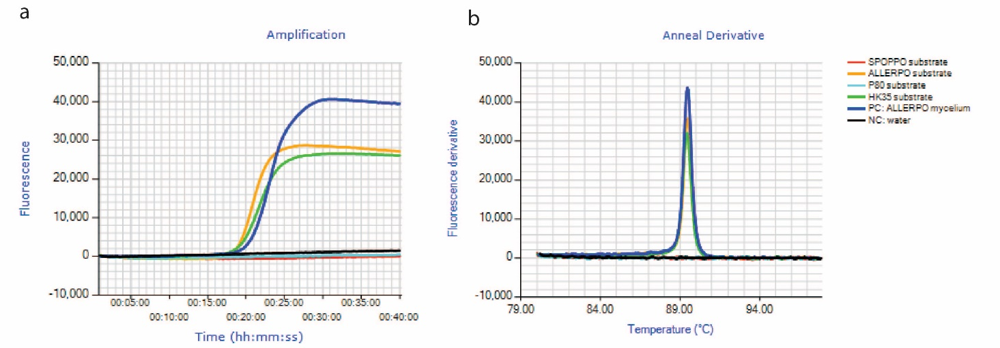 a
Amplification
50,000
40,000
30,000
20,000
10,000
0
-10,000
Fluorescence
00:05:00 00:15:00 00:25:00 00:35:00
00:10:00 00:20:00 00:30:00 00:40:00
Time (hh:mm:ss)
b
Anneal Derivative
50,000
40,000
30,000
20,000
10,000
0
-10,000
Fluorescence derivative
79.00 84.00 89.00 94.00
Temperature (°C)
SPOPPO substrate
ALLERPO substrate
P80 substrate
HK35 substrate
PC: ALLERPO mycelium
NC: water